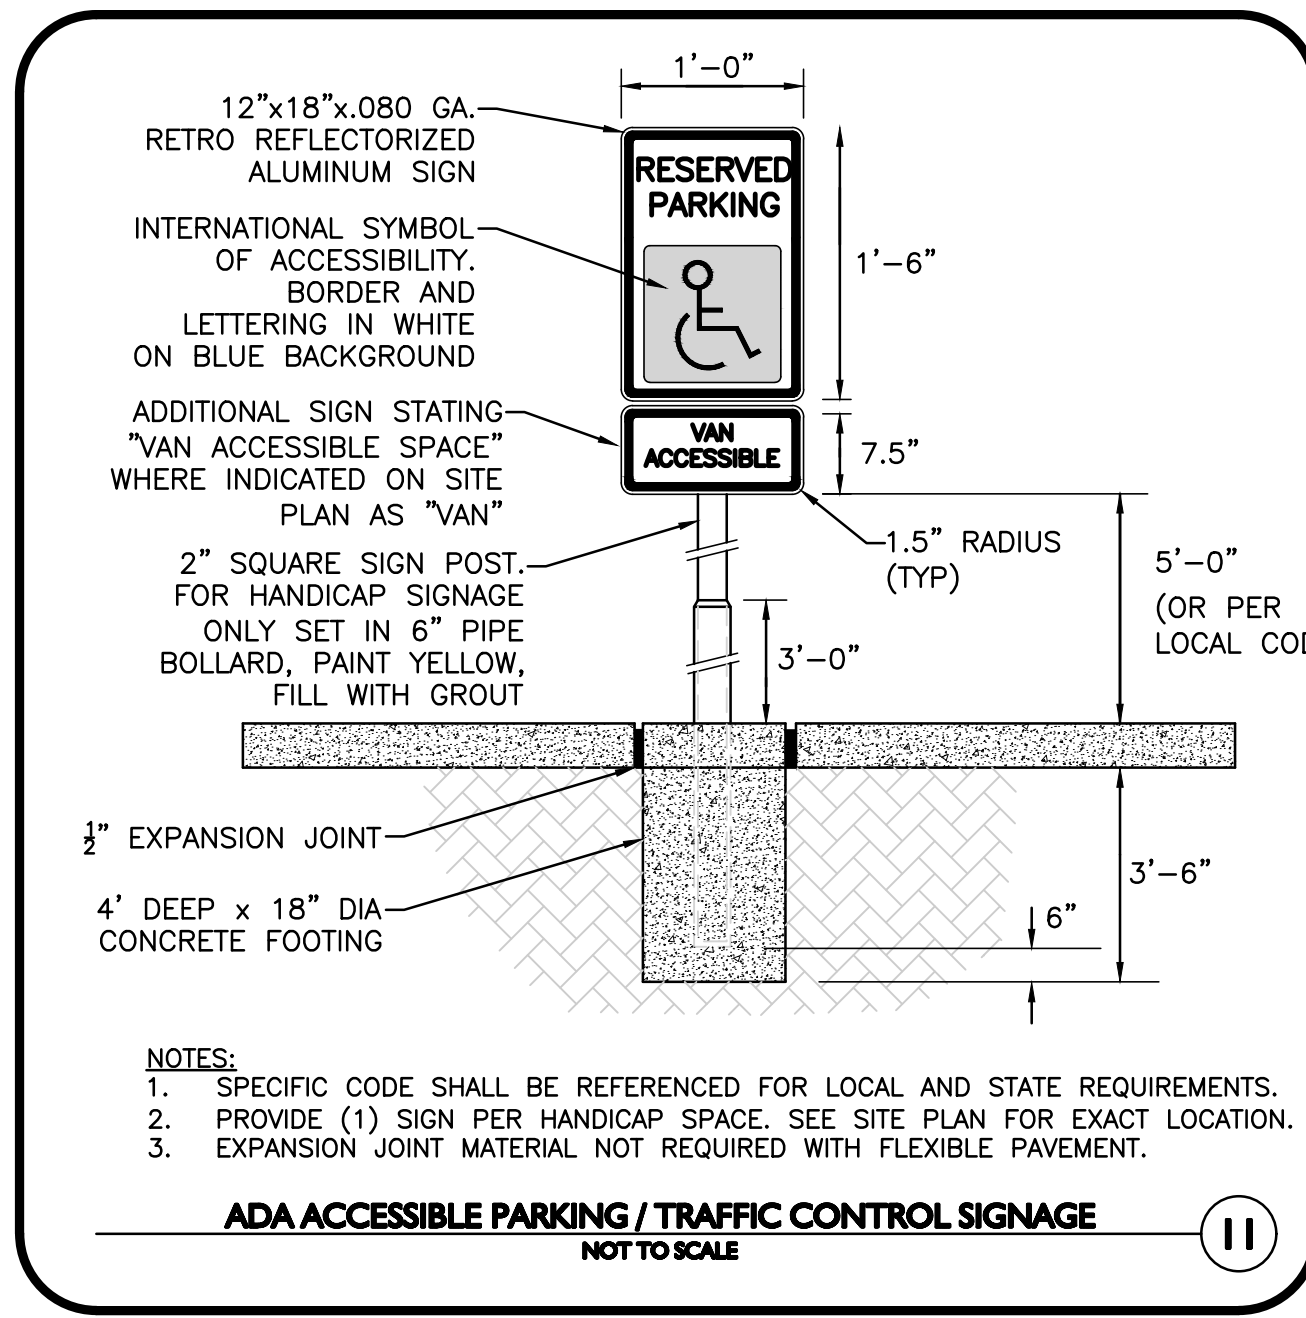 1'-0"
12"x18"x.080 GA.
RETRO REFLECTORIZED
ALUMINUM SIGN
RESERVED
PARKING
INTERNATIONAL SYMBOL
OF ACCESSIBILITY.
BORDER AND
LETTERING IN WHITE
ON BLUE BACKGROUND
1'-6"
ADDITIONAL SIGN STATING
"VAN ACCESSIBLE SPACE"
WHERE INDICATED ON SITE
PLAN AS "VAN"
VAN
ACCESSIBLE
7.5"
2" SQUARE SIGN POST.
FOR HANDICAP SIGNAGE
ONLY SET IN 6" PIPE
BOLLARD, PAINT YELLOW,
FILL WITH GROUT
1.5" RADIUS
(TYP)
5'-0"
(OR PER
LOCAL
3'-0"
½" EXPANSION JOINT
4' DEEP x 18" DIA
CONCRETE FOOTING
3'-6"
6"
NOTES:
1. SPECIFIC CODE SHALL BE REFERENCED FOR LOCAL AND STATE REQUIREMENTS.
2. PROVIDE (1) SIGN PER HANDICAP SPACE. SEE SITE PLAN FOR EXACT LOCATION.
3. EXPANSION JOINT MATERIAL NOT REQUIRED WITH FLEXIBLE PAVEMENT.
ADA ACCESSIBLE PARKING / TRAFFIC CONTROL SIGNAGE
NOT TO SCALE
11